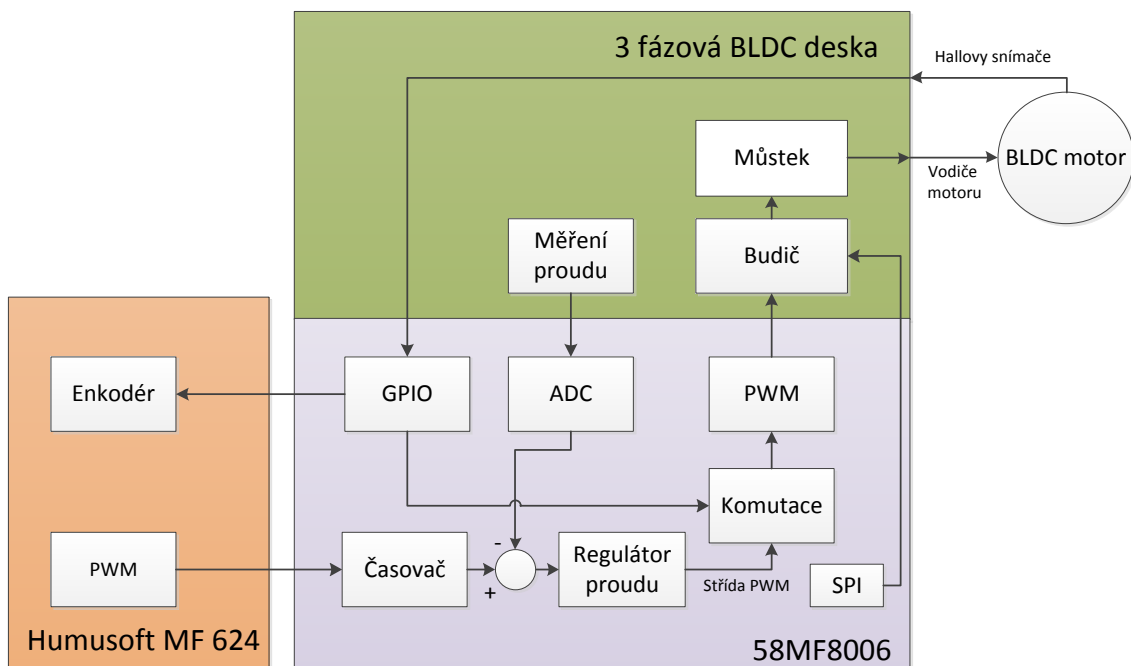 3 fázová BLDC deska
Hallovy snímače
Můstek
BLDC motor
Vodiče
motoru
Měření
proudu
Budič
Enkodér
GPIO
ADC
PWM
Komutace
-
PWM
Časovač
+
Regulátor
proudu
Střída PWM
SPI
Humusoft MF 624
58MF8006